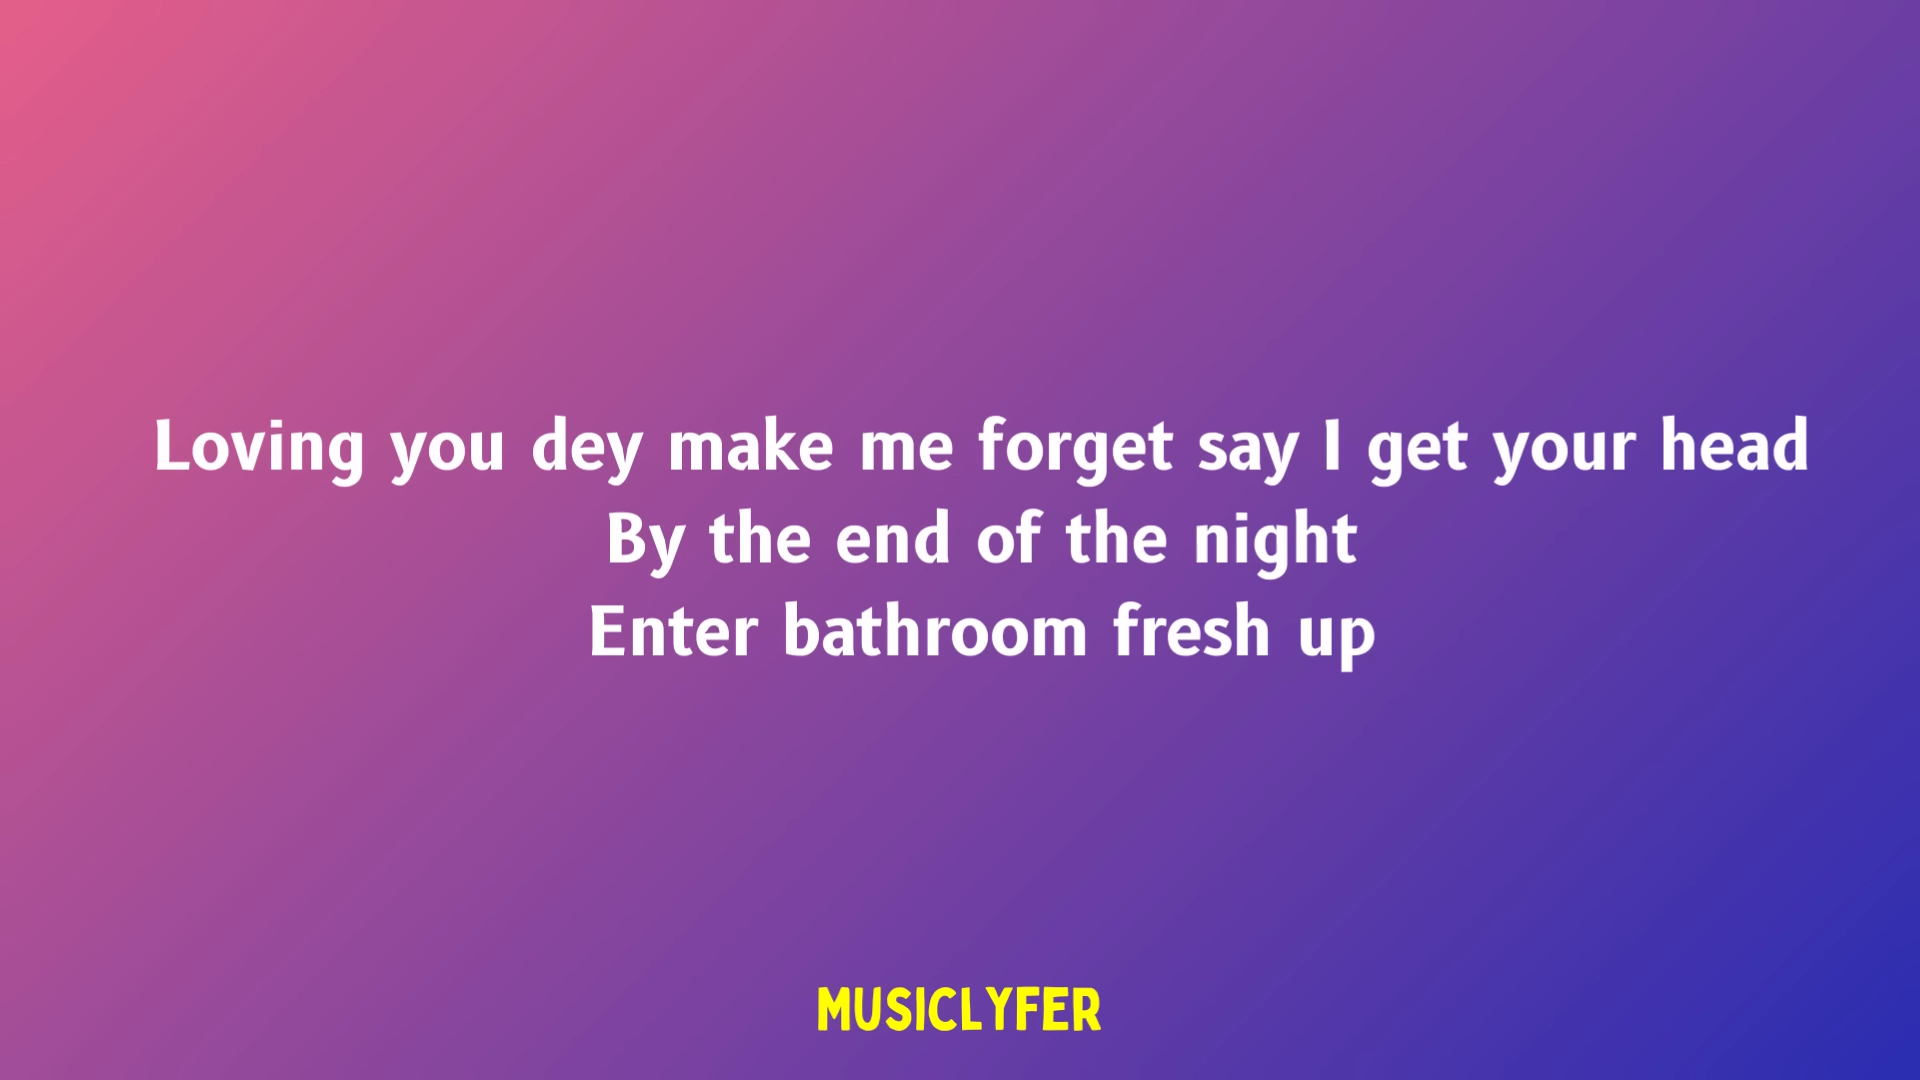 Loving you dey make me forget say I get your head
By the end of the night
Enter bathroom fresh up
MUSICLYFER